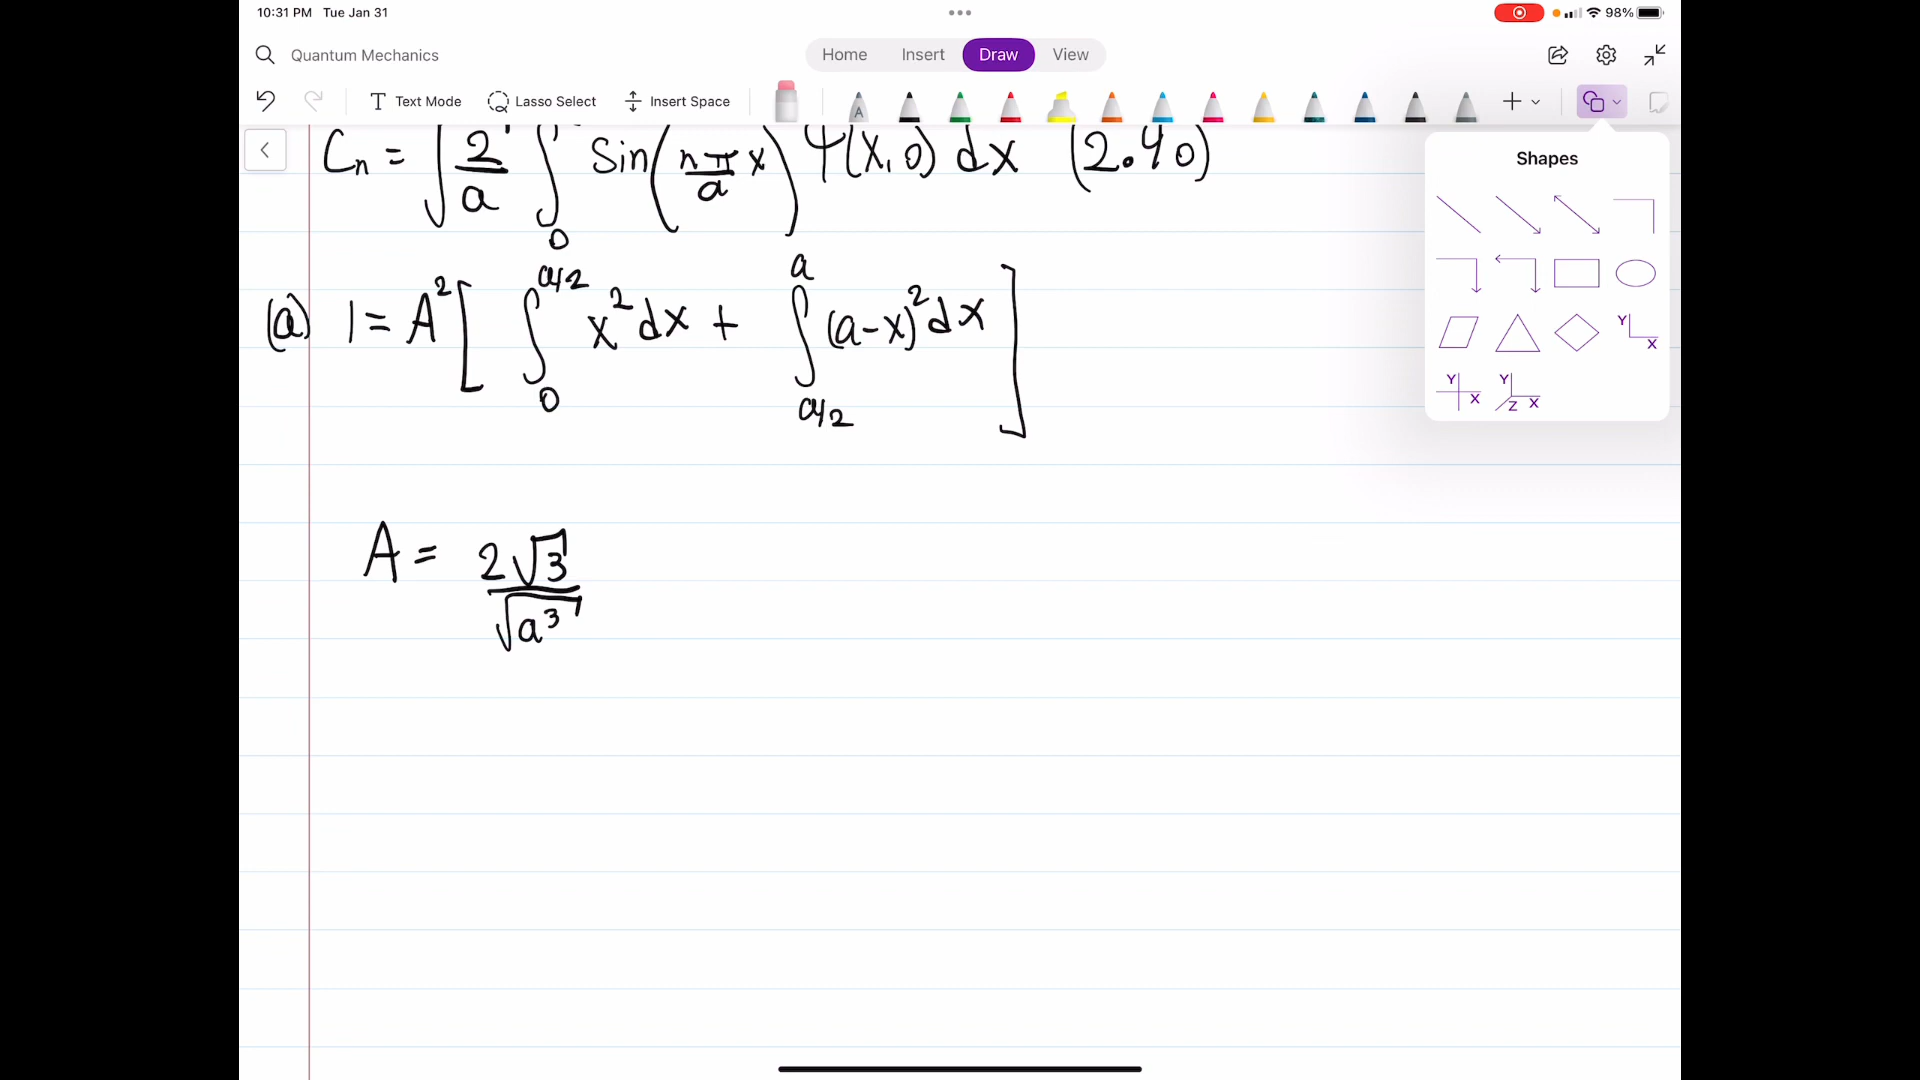 10:31 PM Tue Jan 31
98%
Quantum Mechanics
Home Insert Draw View
Text Mode Lasso Select Insert Space
A
Shapes
Cn = √(2/a) ∫₀ Sin(nπ/a x) Ψ(x,0) dx (2.40)
(a) 1 = A² [ ∫₀^{a/2} x² dx + ∫_{a/2}^{a} (a-x)² dx ]
A = 2√3 / √a³
Y X
Y X
Y Z X